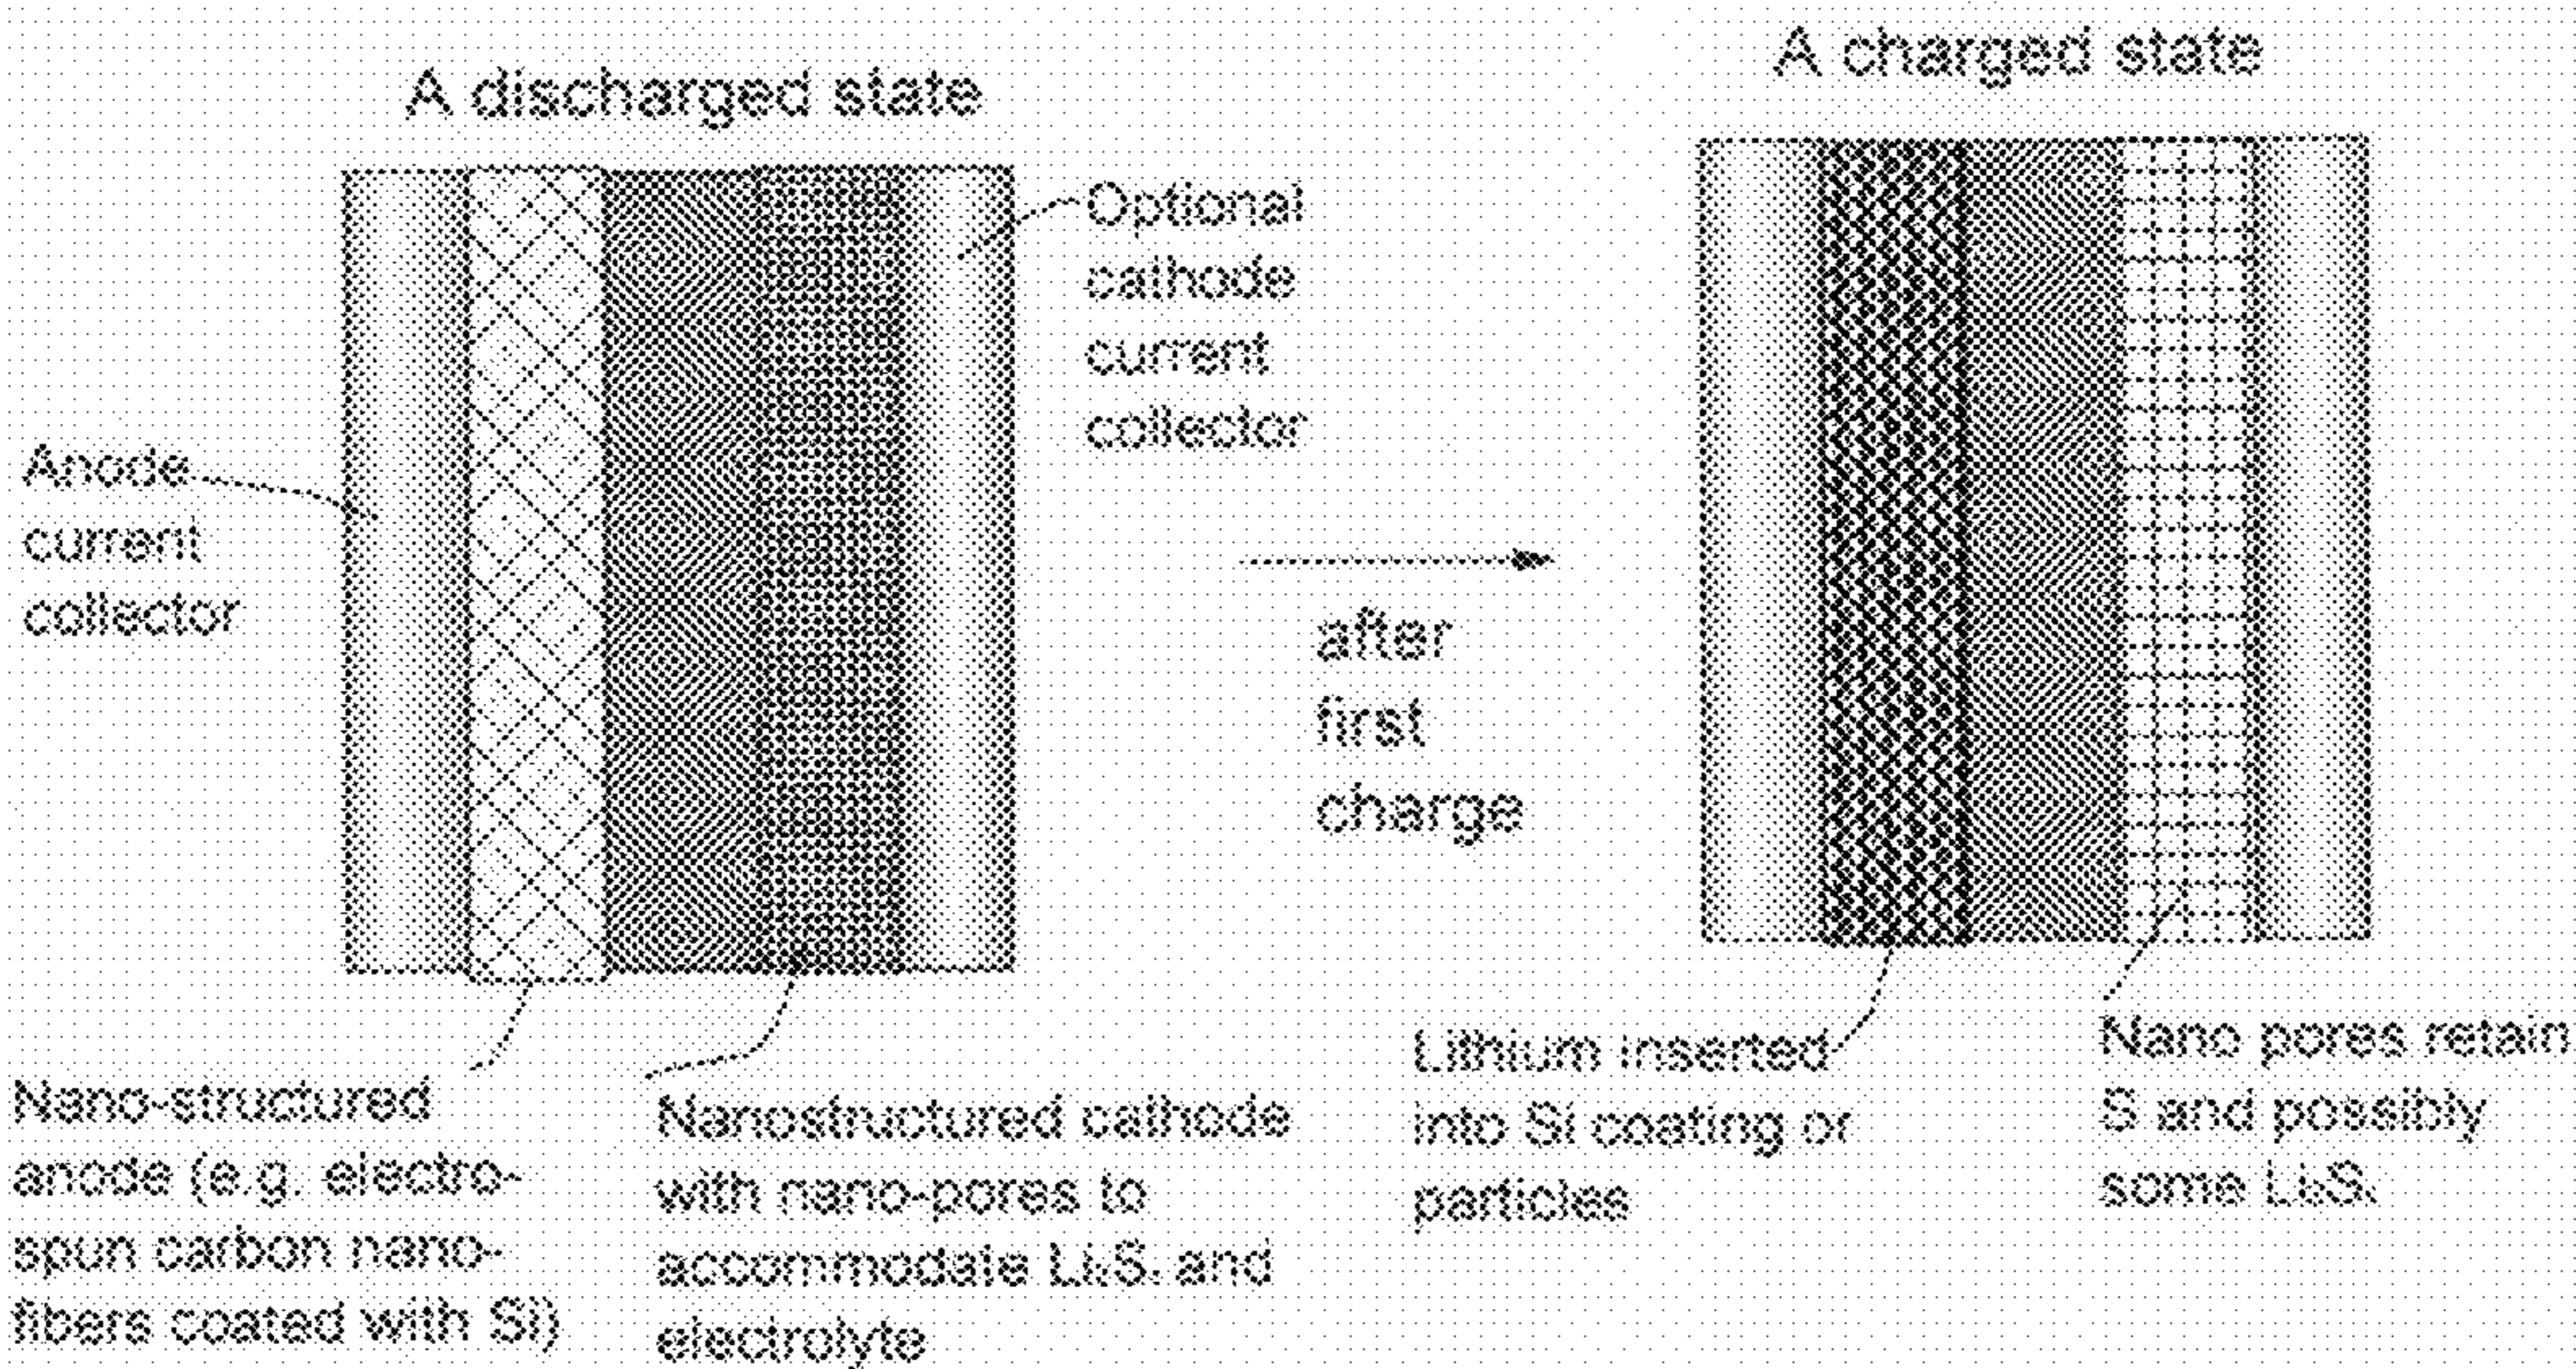 A discharged state
A charged state
Optional
cathode
current
collector
Anode
current
collector
after
first
charge
Nano-structured
anode (e.g. electro-
spun carbon nano-
fibers coated with Si)
Nanostructured cathode
with nano-pores to
accommodate and
electrolyte
Lithium inserted
into Si coating or
particles
Nano pores retain
S and possibly
some